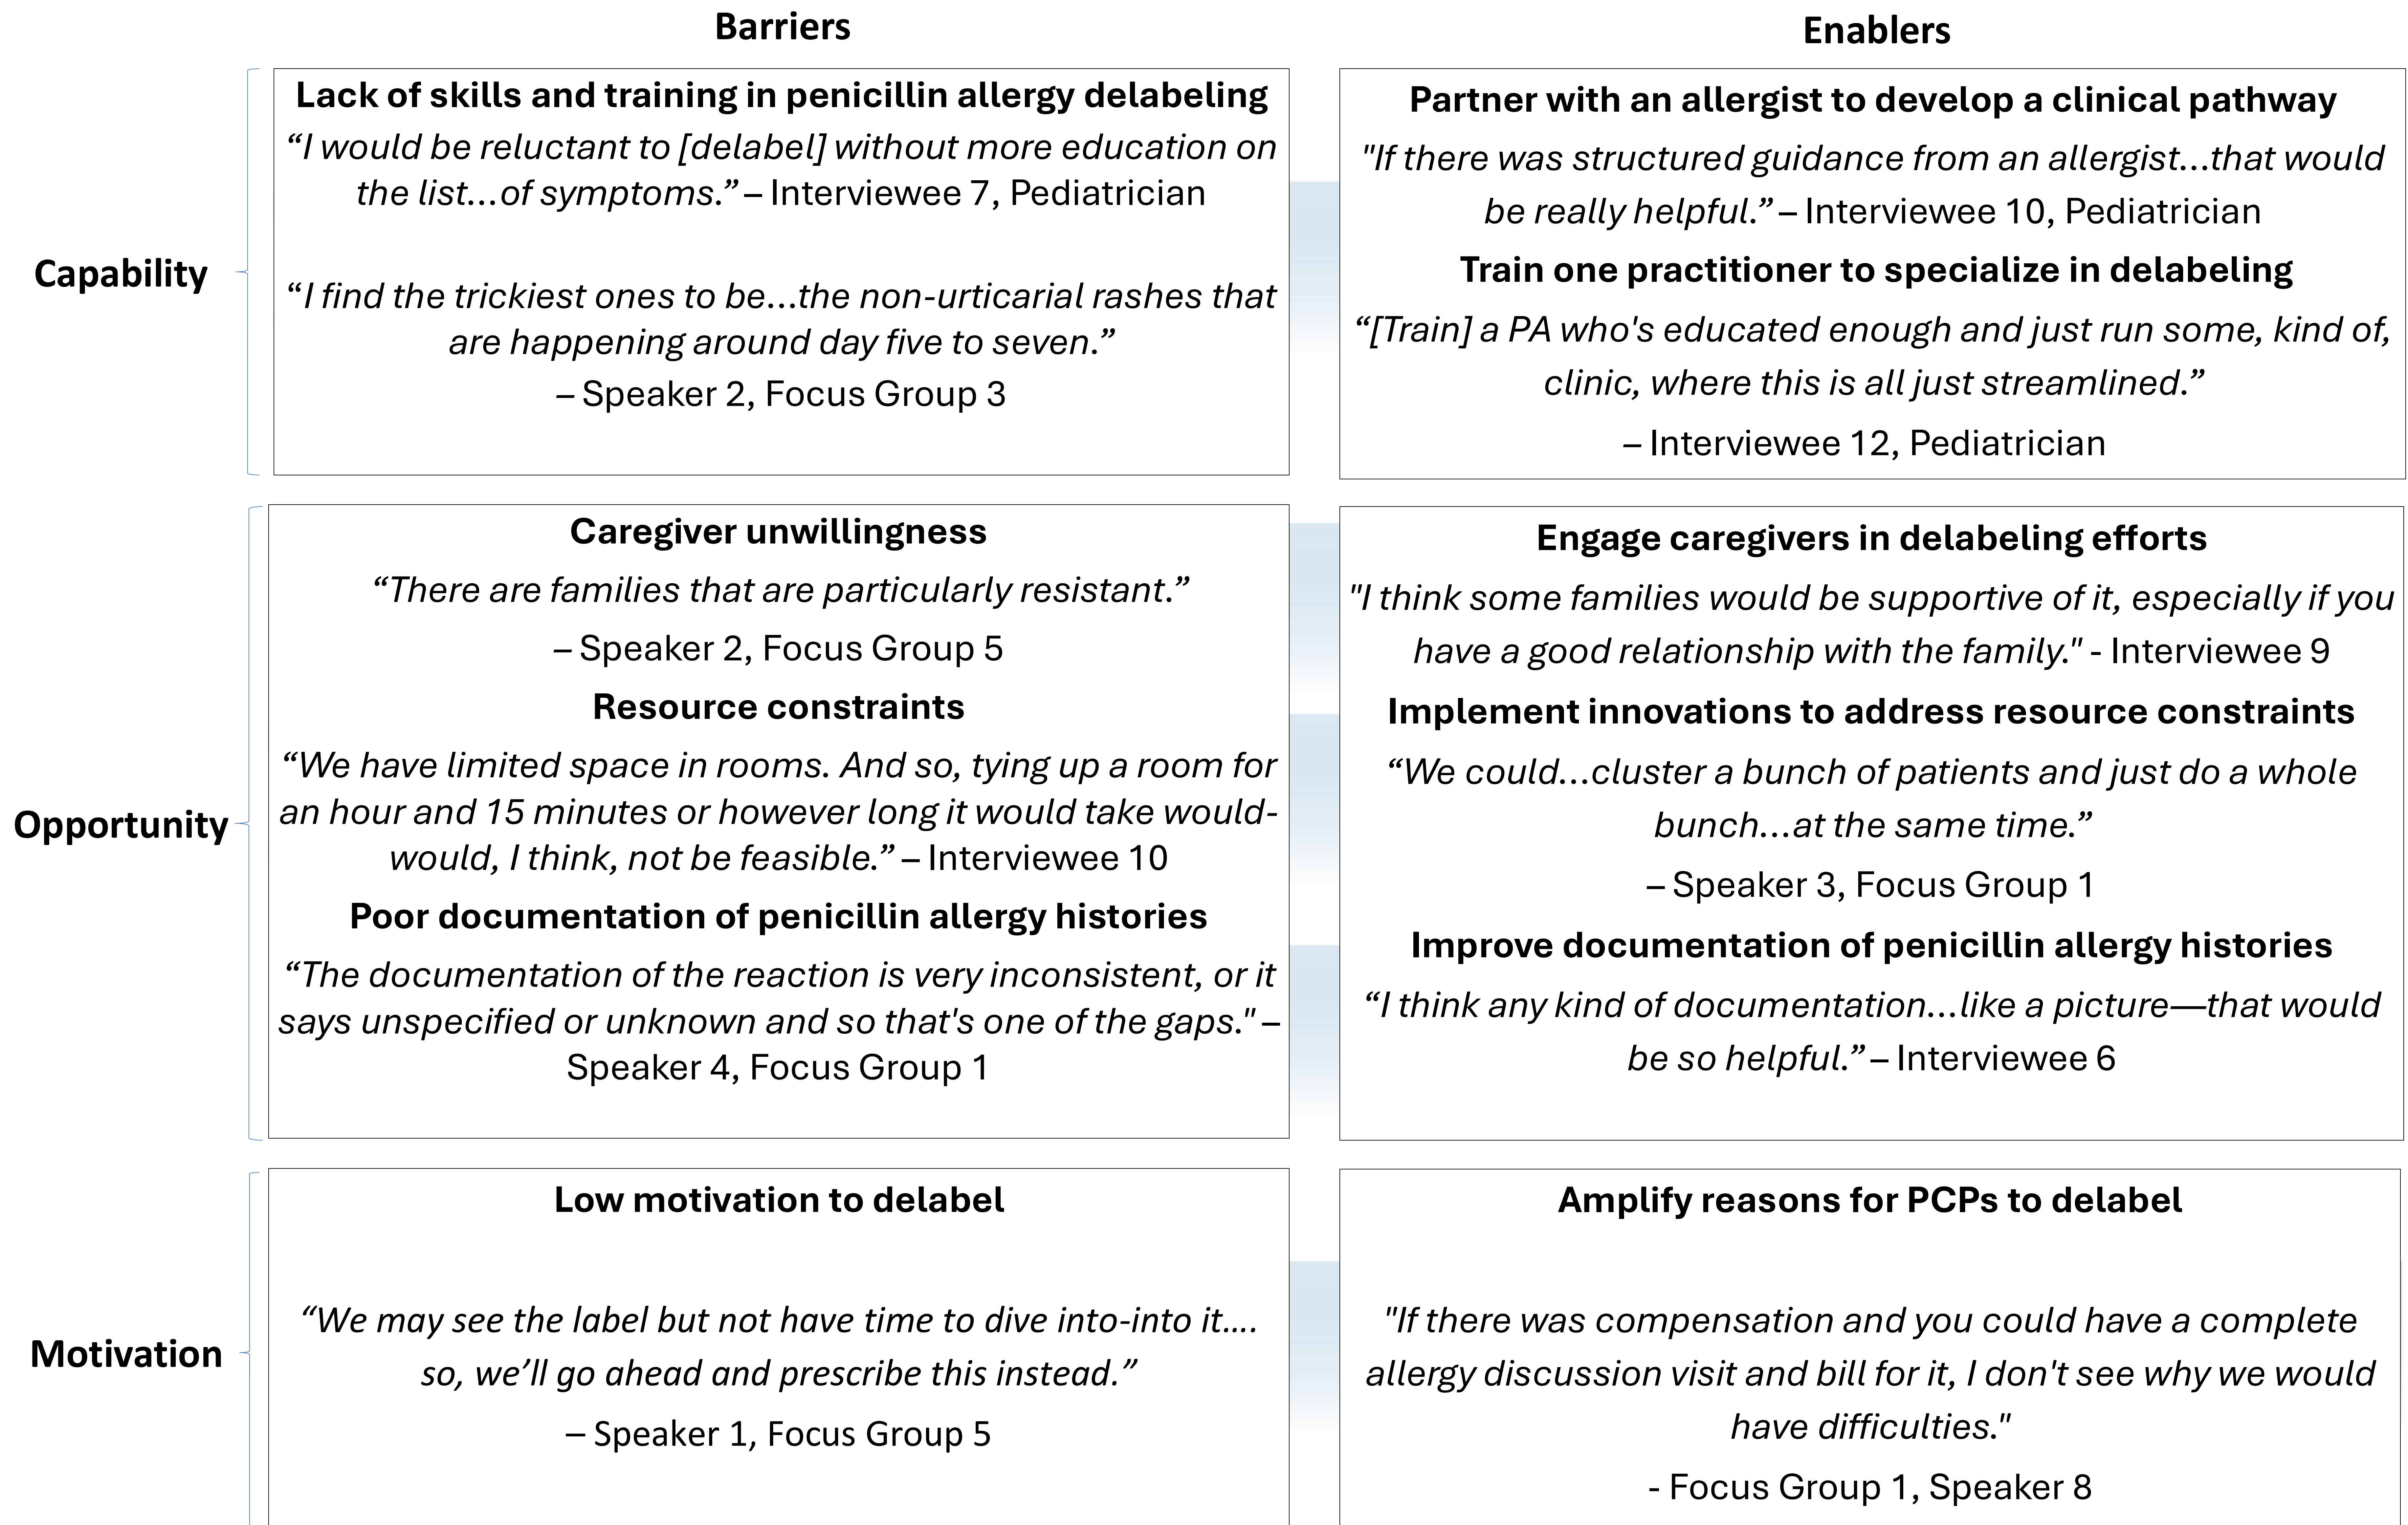 Barriers
Enablers
Capability
Lack of skills and training in penicillin allergy delabeling
“I would be reluctant to [delabel] without more education on
the list...of symptoms.” – Interviewee 7, Pediatrician
“I find the trickiest ones to be...the non-urticarial rashes that
are happening around day five to seven.”
– Speaker 2, Focus Group 3
Partner with an allergist to develop a clinical pathway
"If there was structured guidance from an allergist...that would
be really helpful.” – Interviewee 10, Pediatrician
Train one practitioner to specialize in delabeling
“[Train] a PA who's educated enough and just run some, kind of,
clinic, where this is all just streamlined.”
– Interviewee 12, Pediatrician
Opportunity
Caregiver unwillingness
“There are families that are particularly resistant.”
– Speaker 2, Focus Group 5
Resource constraints
“We have limited space in rooms. And so, tying up a room for
an hour and 15 minutes or however long it would take would-
would, I think, not be feasible.” – Interviewee 10
Poor documentation of penicillin allergy histories
“The documentation of the reaction is very inconsistent, or it
says unspecified or unknown and so that's one of the gaps." –
Speaker 4, Focus Group 1
Engage caregivers in delabeling efforts
"I think some families would be supportive of it, especially if you
have a good relationship with the family." - Interviewee 9
Implement innovations to address resource constraints
“We could...cluster a bunch of patients and just do a whole
bunch...at the same time.”
– Speaker 3, Focus Group 1
Improve documentation of penicillin allergy histories
“I think any kind of documentation...like a picture—that would
be so helpful.” – Interviewee 6
Motivation
Low motivation to delabel
“We may see the label but not have time to dive into-into it....
so, we’ll go ahead and prescribe this instead.”
– Speaker 1, Focus Group 5
Amplify reasons for PCPs to delabel
"If there was compensation and you could have a complete
allergy discussion visit and bill for it, I don't see why we would
have difficulties."
- Focus Group 1, Speaker 8